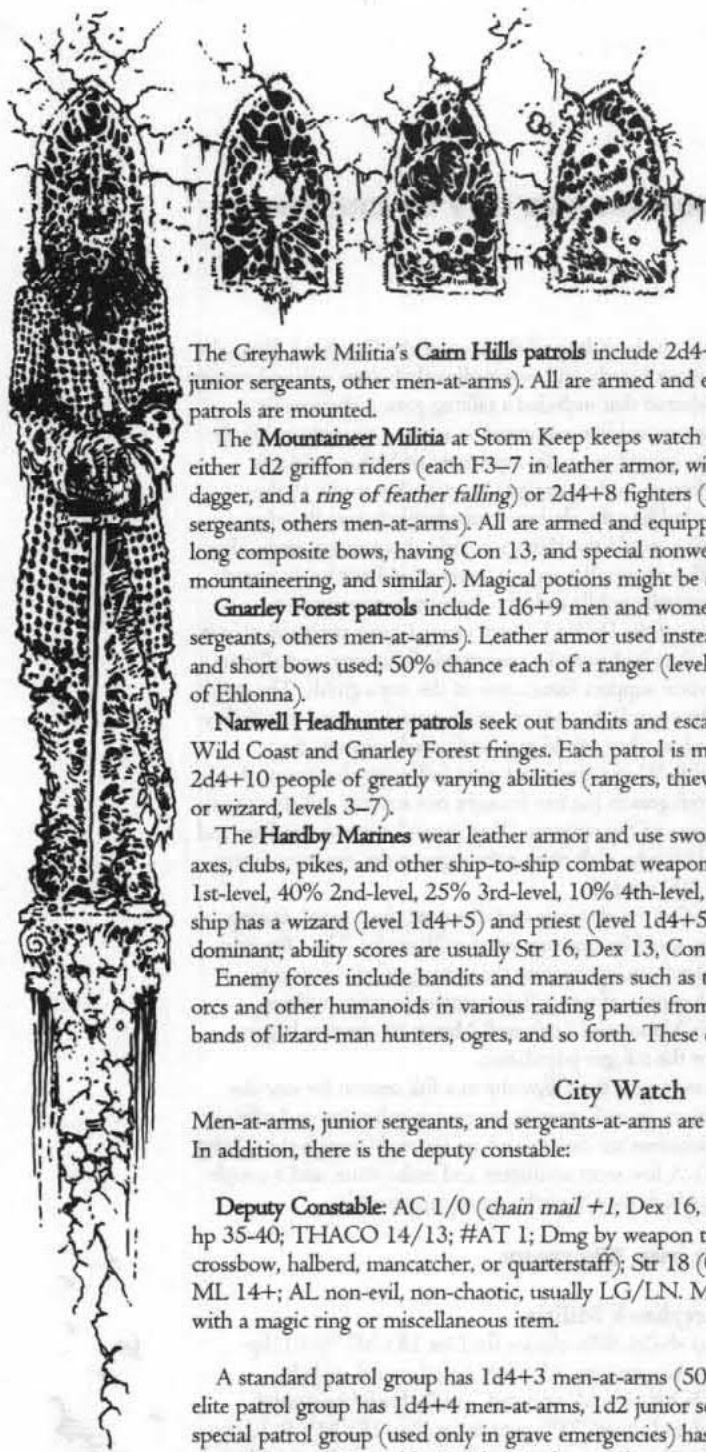 The Greyhawk Militia's Cairn Hills patrols include 2d4
junior sergeants, other men-at-arms). All are armed and
patrols are mounted.
The Mountaineer Militia at Storm Keep keeps watch
either 1d2 griffon riders (each F3–7 in leather armor,
dagger, and a ring of feather falling) or 2d4+8 fighters
sergeants, others men-at-arms). All are armed and
long composite bows, having Con 13, and special
mountaineering, and similar). Magical potions might be
Gnarley Forest patrols include 1d6+9 men and
sergeants, others men-at-arms). Leather armor used
and short bows used; 50% chance each of a ranger
of Ehlonna).
Narwell Headhunter patrols seek out bandits and
Wild Coast and Gnarley Forest fringes. Each patrol is
2d4+10 people of greatly varying abilities (rangers,
or wizard, levels 3–7).
The Hardby Marines wear leather armor and use
axes, clubs, pikes, and other ship-to-ship combat
1st-level, 40% 2nd-level, 25% 3rd-level, 10% 4th-level,
ship has a wizard (level 1d4+5) and priest (level 1d4+5
dominant; ability scores are usually Str 16, Dex 13,
Enemy forces include bandits and marauders such as
orcs and other humanoids in various raiding parties from
bands of lizard-man hunters, ogres, and so forth. These
City Watch
Men-at-arms, junior sergeants, and sergeants-at-arms are
In addition, there is the deputy constable:
Deputy Constable: AC 1/0 (chain mail +1, Dex 16,
hp 35-40; THACO 14/13; #AT 1; Dmg by weapon
crossbow, halberd, mancatcher, or quarterstaff); Str 18
ML 14+; AL non-evil, non-chaotic, usually LG/LN.
with a magic ring or miscellaneous item.
A standard patrol group has 1d4+3 men-at-arms
elite patrol group has 1d4+4 men-at-arms, 1d2 junior
special patrol group (used only in grave emergencies) has